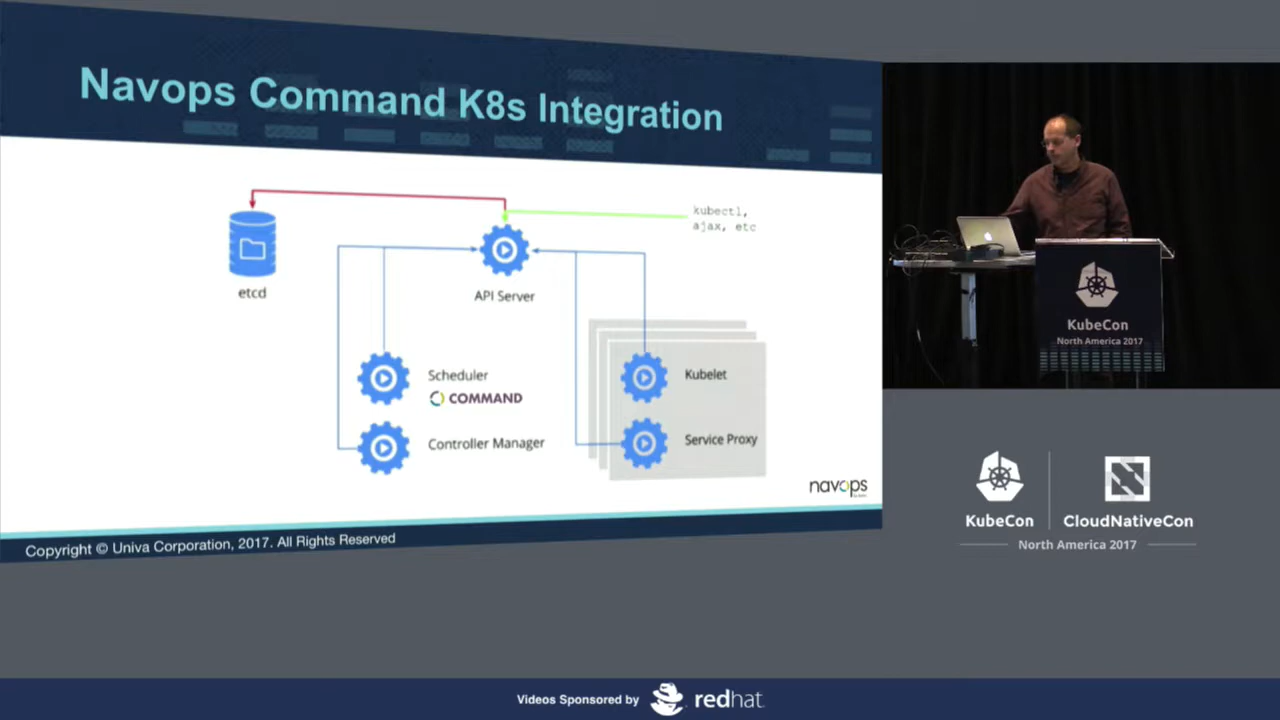 Navops Command K8s Integration
kubectl,
ajax, etc
etcd
API Server
Scheduler
COMMAND
Controller Manager
Kubelet
Service Proxy
navops
Copyright © Univa Corporation, 2017. All Rights Reserved
KubeCon
North America 2017
KubeCon
CloudNativeCon
North America 2017
Videos Sponsored by
redhat